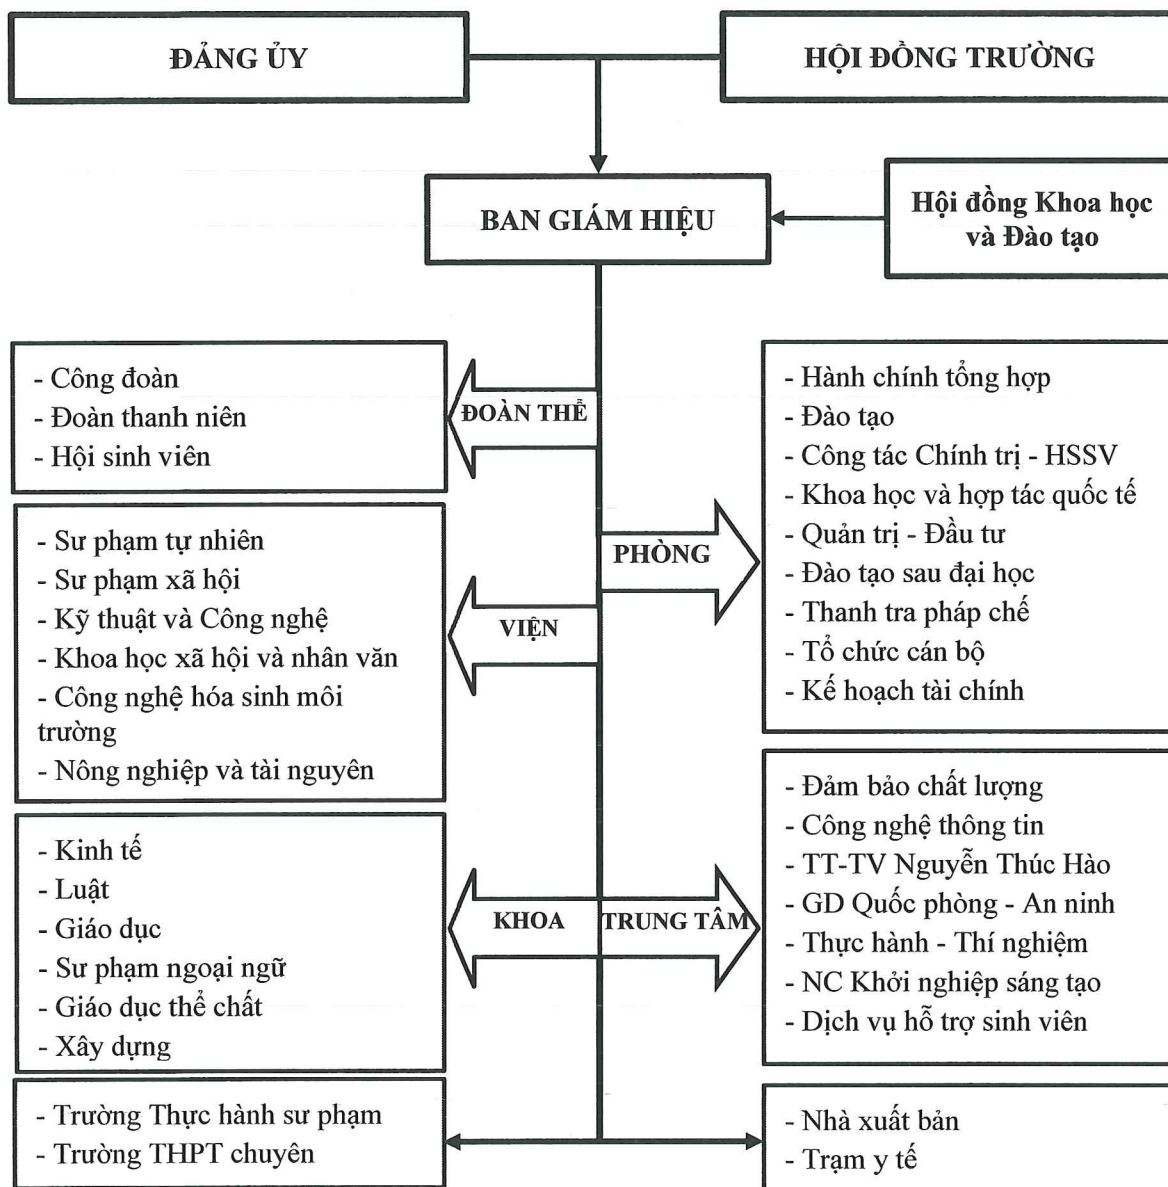 ĐẢNG ỦY
HỘI ĐỒNG TRƯỜNG
BAN GIÁM HIỆU
Hội đồng Khoa học
và Đào tạo
- Công đoàn
- Đoàn thanh niên
- Hội sinh viên
ĐOÀN THỂ
- Hành chính tổng hợp
- Đào tạo
- Công tác Chính trị - HSSV
- Khoa học và hợp tác quốc tế
- Quản trị - Đầu tư
- Đào tạo sau đại học
- Thanh tra pháp chế
- Tổ chức cán bộ
- Kế hoạch tài chính
PHÒNG
- Sư phạm tự nhiên
- Sư phạm xã hội
- Kỹ thuật và Công nghệ
- Khoa học xã hội và nhân văn
- Công nghệ hóa sinh môi
trường
- Nông nghiệp và tài nguyên
VIỆN
- Kinh tế
- Luật
- Giáo dục
- Sư phạm ngoại ngữ
- Giáo dục thể chất
- Xây dựng
KHOA
TRUNG TÂM
- Đảm bảo chất lượng
- Công nghệ thông tin
- TT-TV Nguyễn Thúc Hào
- GD Quốc phòng - An ninh
- Thực hành - Thí nghiệm
- NC Khởi nghiệp sáng tạo
- Dịch vụ hỗ trợ sinh viên
- Trường Thực hành sư phạm
- Trường THPT chuyên
- Nhà xuất bản
- Trạm y tế